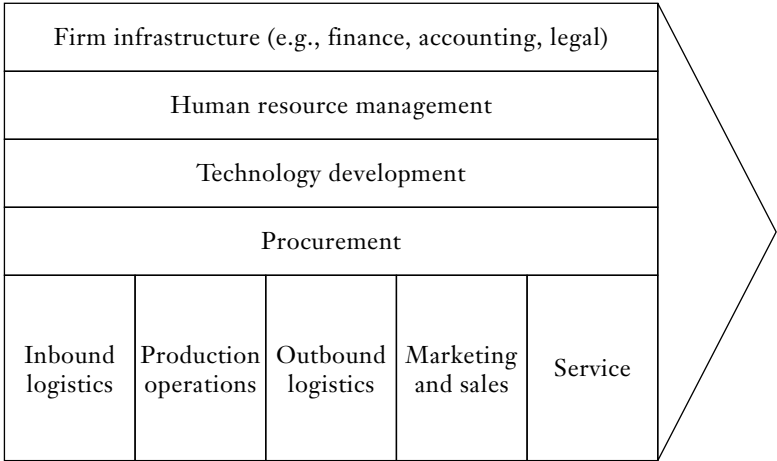 Firm infrastructure (e.g., finance, accounting, legal)
Human resource management
Technology development
Procurement
Inbound
logistics
Production
operations
Outbound
logistics
Marketing
and sales
Service